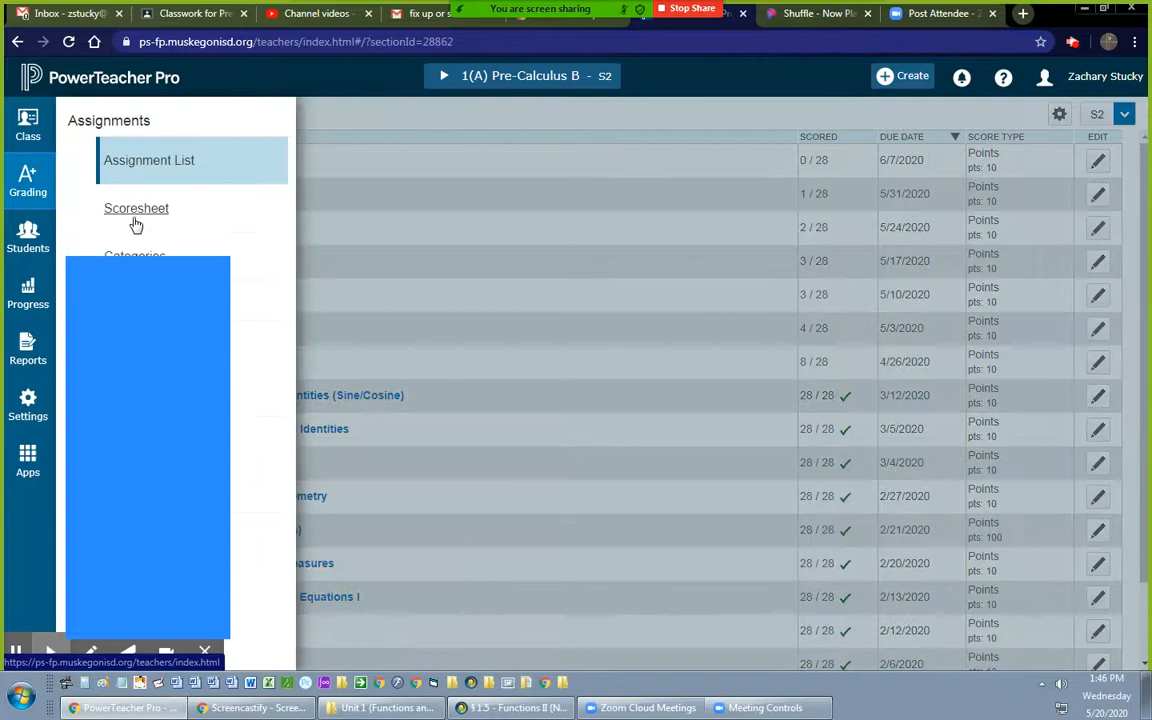 Inbox - zstucky@
Classwork for Pre
Channel videos -
fix up or s
You are screen sharing
Stop Share
Pro
Shuffle - Now Pla
Post Attendee - Z
ps-fp.muskegonisd.org/teachers/index.html#/?sectionId=28862
PowerTeacher Pro
1(A) Pre-Calculus B - S2
Create
Zachary Stucky
Class
Grading
Students
Progress
Reports
Settings
Apps
Assignments
Assignment List
Scoresheet
Categories
S2
SCORED DUE DATE SCORE TYPE EDIT
0 / 28 6/7/2020 Points
pts: 10
1 / 28 5/31/2020 Points
pts: 10
2 / 28 5/24/2020 Points
pts: 10
3 / 28 5/17/2020 Points
pts: 10
3 / 28 5/10/2020 Points
pts: 10
4 / 28 5/3/2020 Points
pts: 10
8 / 28 4/26/2020 Points
pts: 10
ntities (Sine/Cosine) 28 / 28 3/12/2020 Points
pts: 10
Identities 28 / 28 3/5/2020 Points
pts: 10
28 / 28 3/4/2020 Points
pts: 10
metry 28 / 28 2/27/2020 Points
pts: 10
s) 28 / 28 2/21/2020 Points
pts: 100
asures 28 / 28 2/20/2020 Points
pts: 10
Equations I 28 / 28 2/13/2020 Points
pts: 10
28 / 28 2/12/2020 Points
pts: 10
28 / 28 2/6/2020 Points
https://ps-fp.muskegonisd.org/teachers/index.html
PowerTeacher Pro - ...
Screencastify - Scree...
Unit 1 (Functions an...
§1.5 - Functions II (N...
Zoom Cloud Meetings
Meeting Controls
1:46 PM
Wednesday
5/20/2020